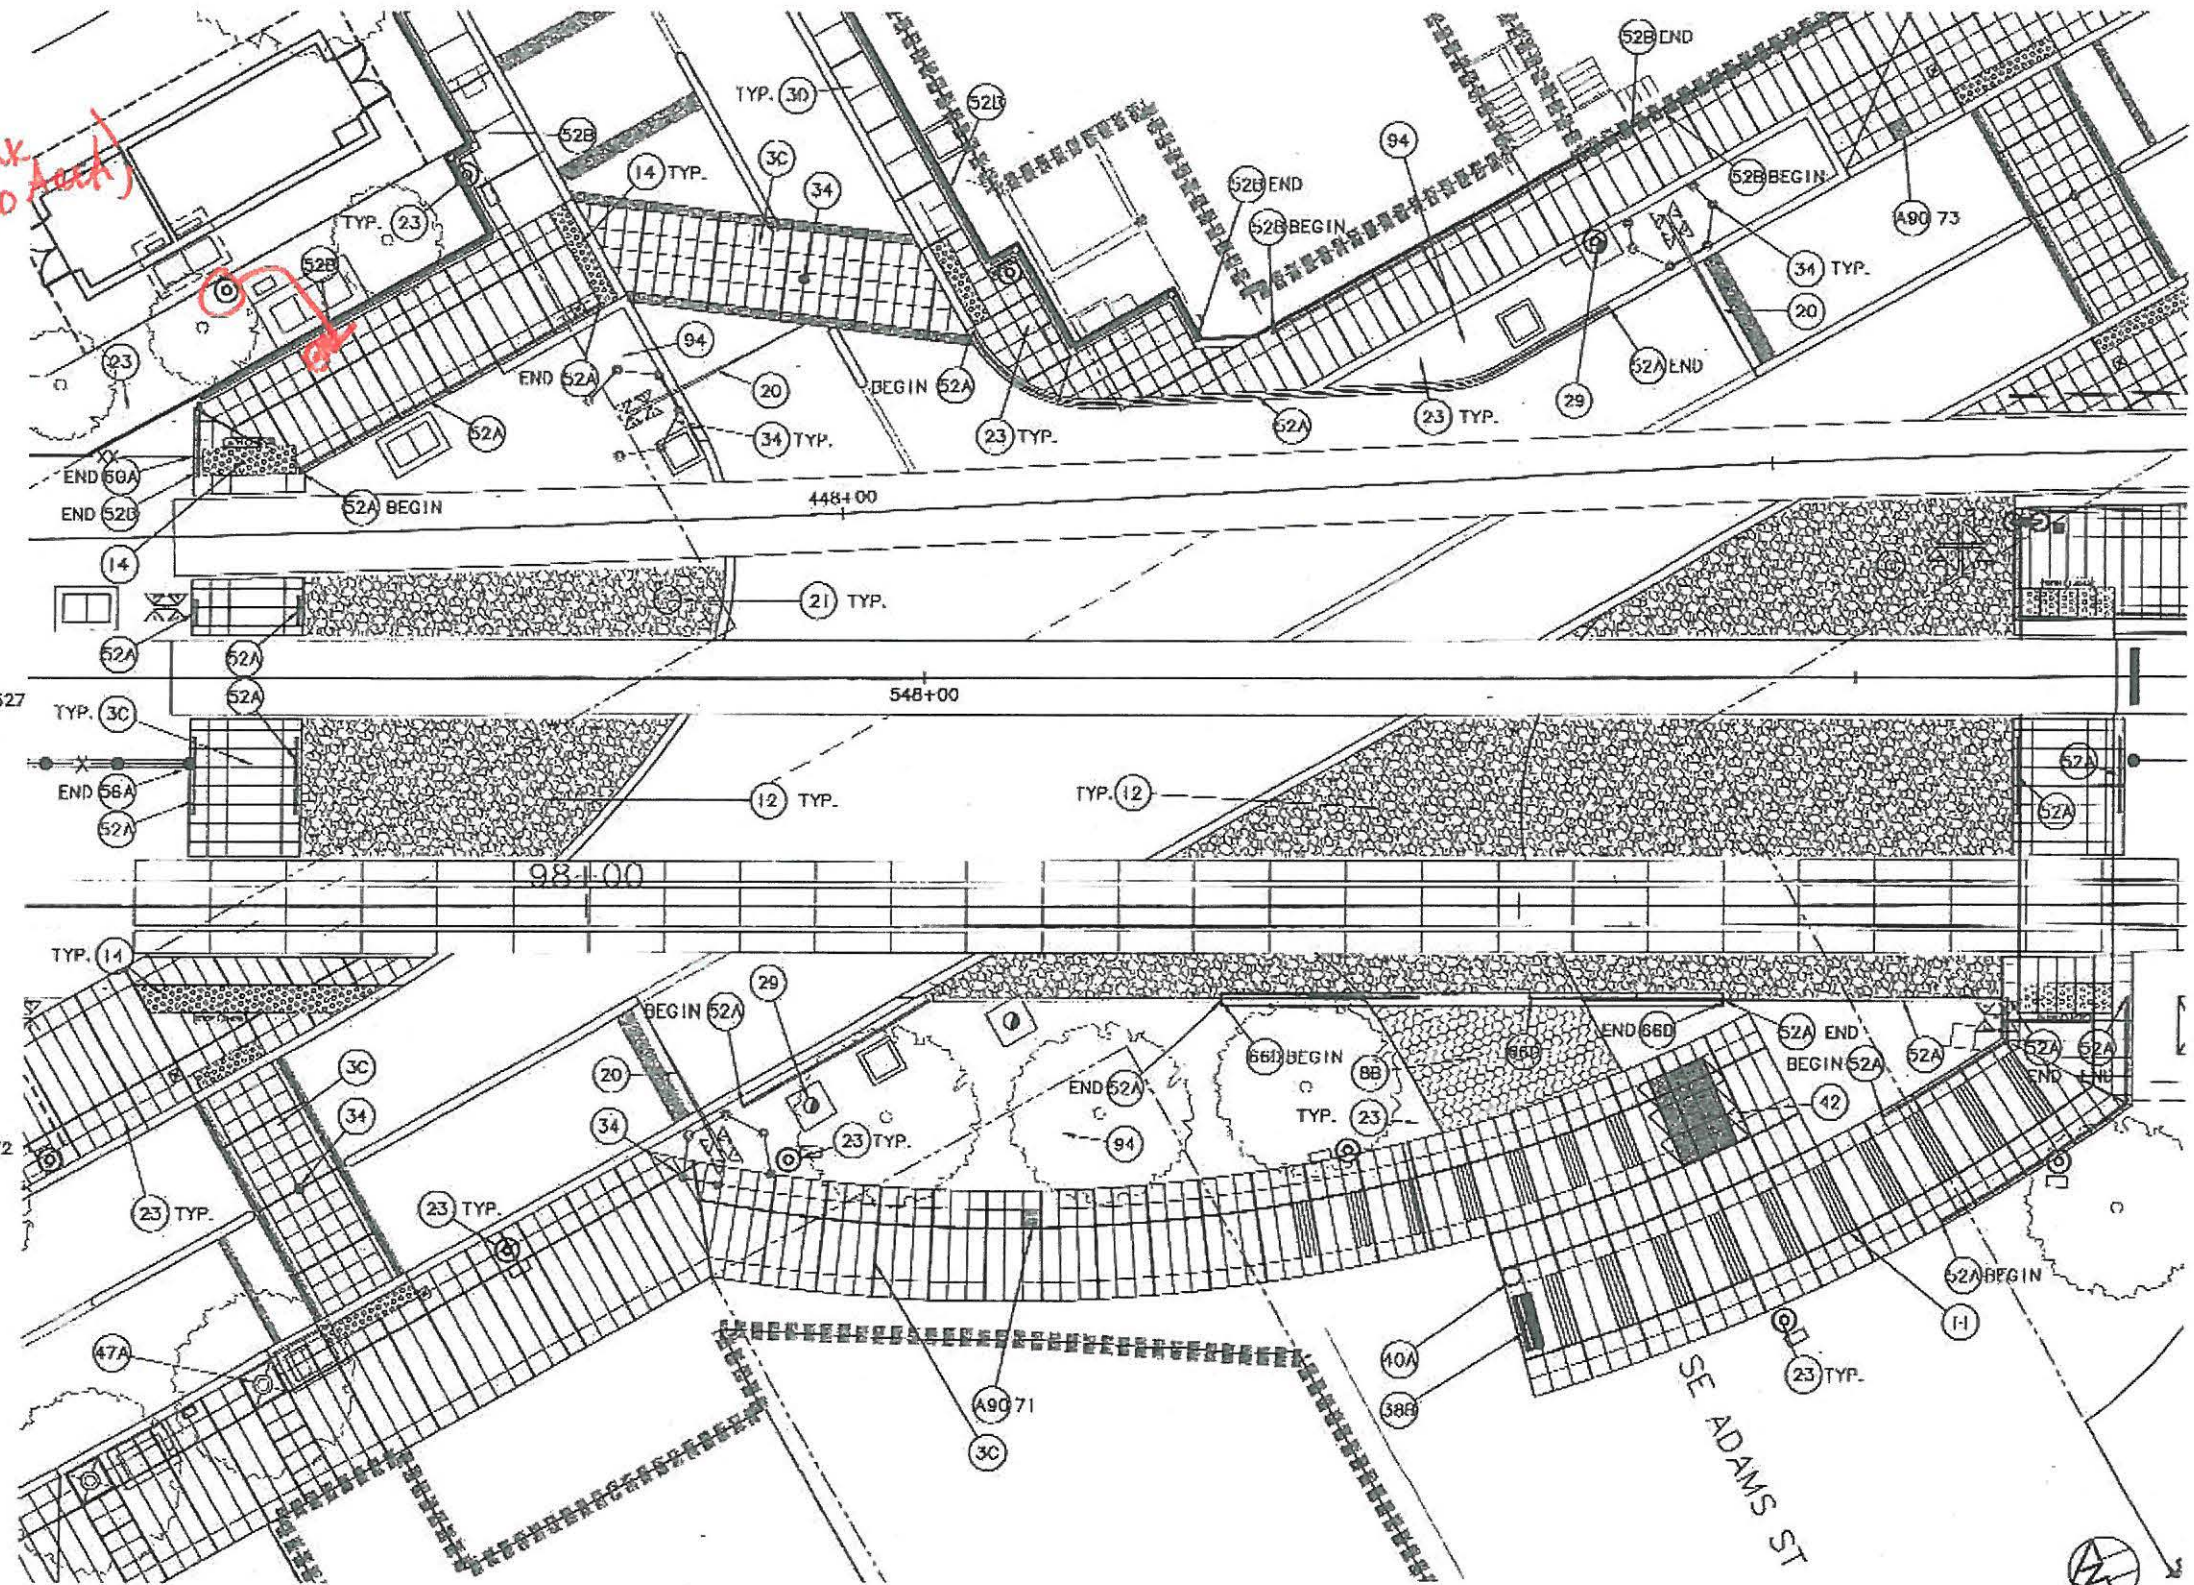 52B END
TYP. 30
52B
52B
94
3C
14 TYP.
34
52B END
52B BEGIN
TYP. 23
52B BEGIN
A90 73
52B
34 TYP.
94
20
20
23
END 52A
BEGIN 52A
52A END
29
52A
23 TYP.
52A
23 TYP.
34 TYP.
END 60A
448+00
END 52B
52A BEGIN
14
21 TYP.
52A
52A
52A
548+00
527
TYP. 3C
52A
END 56A
12 TYP.
TYP. 12
52A
52A
98+00
TYP. 14
29
BEGIN 52A
END 66D
52A END
66D BEGIN
66D
52A
52A
52A
END
END
3C
20
END 52A
8B
BEGIN 52A
42
34
34
23 TYP.
94
TYP. 23
23 TYP.
23 TYP.
52A BEGIN
1-1
47A
40A
23 TYP.
38B
A90 71
3C
SE ADAMS ST